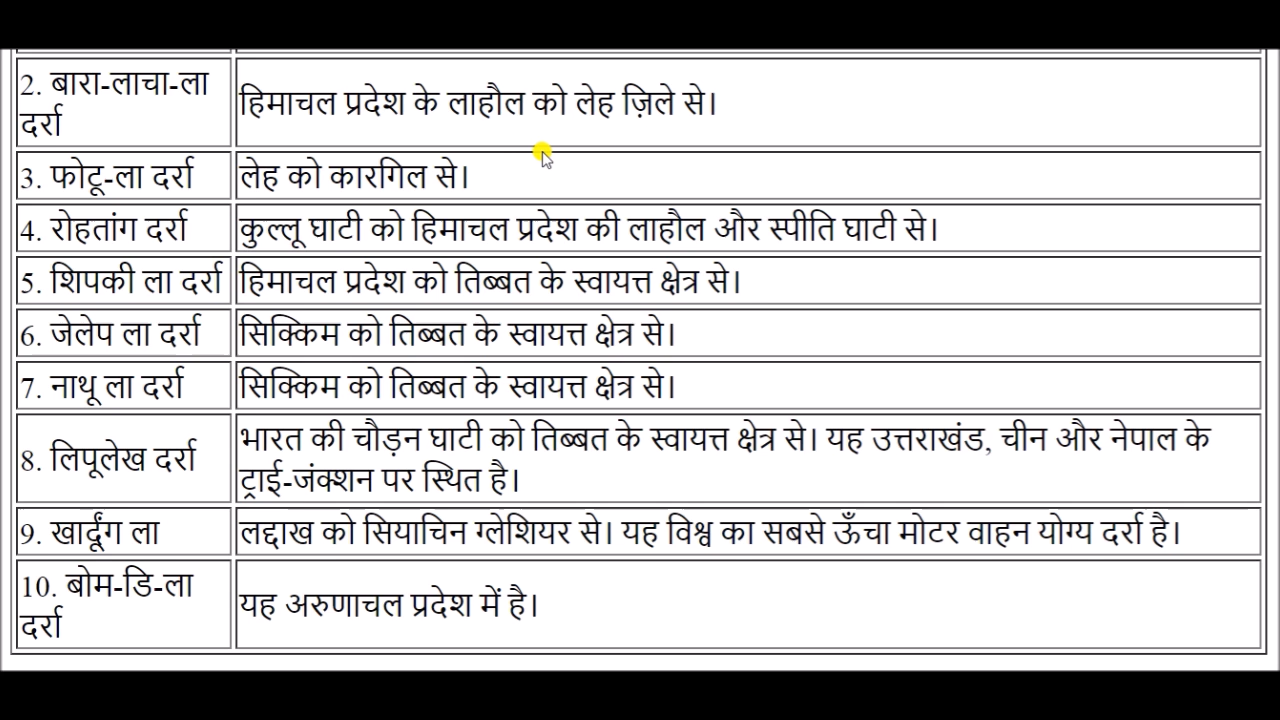 2. बारा-लाचा-ला
दर्रा
हिमाचल प्रदेश के लाहौल को लेह ज़िले से।
3. फोटू-ला दर्रा
लेह को कारगिल से।
4. रोहतांग दर्रा
कुल्लू घाटी को हिमाचल प्रदेश की लाहौल और स्पीति घाटी से।
5. शिपकी ला दर्रा
हिमाचल प्रदेश को तिब्बत के स्वायत्त क्षेत्र से।
6. जेलेप ला दर्रा
सिक्किम को तिब्बत के स्वायत्त क्षेत्र से।
7. नाथू ला दर्रा
सिक्किम को तिब्बत के स्वायत्त क्षेत्र से।
8. लिपूलेख दर्रा
भारत की चौड़न घाटी को तिब्बत के स्वायत्त क्षेत्र से। यह उत्तराखंड, चीन और नेपाल के
ट्राई-जंक्शन पर स्थित है।
9. खार्दूंग ला
लद्दाख को सियाचिन ग्लेशियर से। यह विश्व का सबसे ऊँचा मोटर वाहन योग्य दर्रा है।
10. बोम-डि-ला
दर्रा
यह अरुणाचल प्रदेश में है।